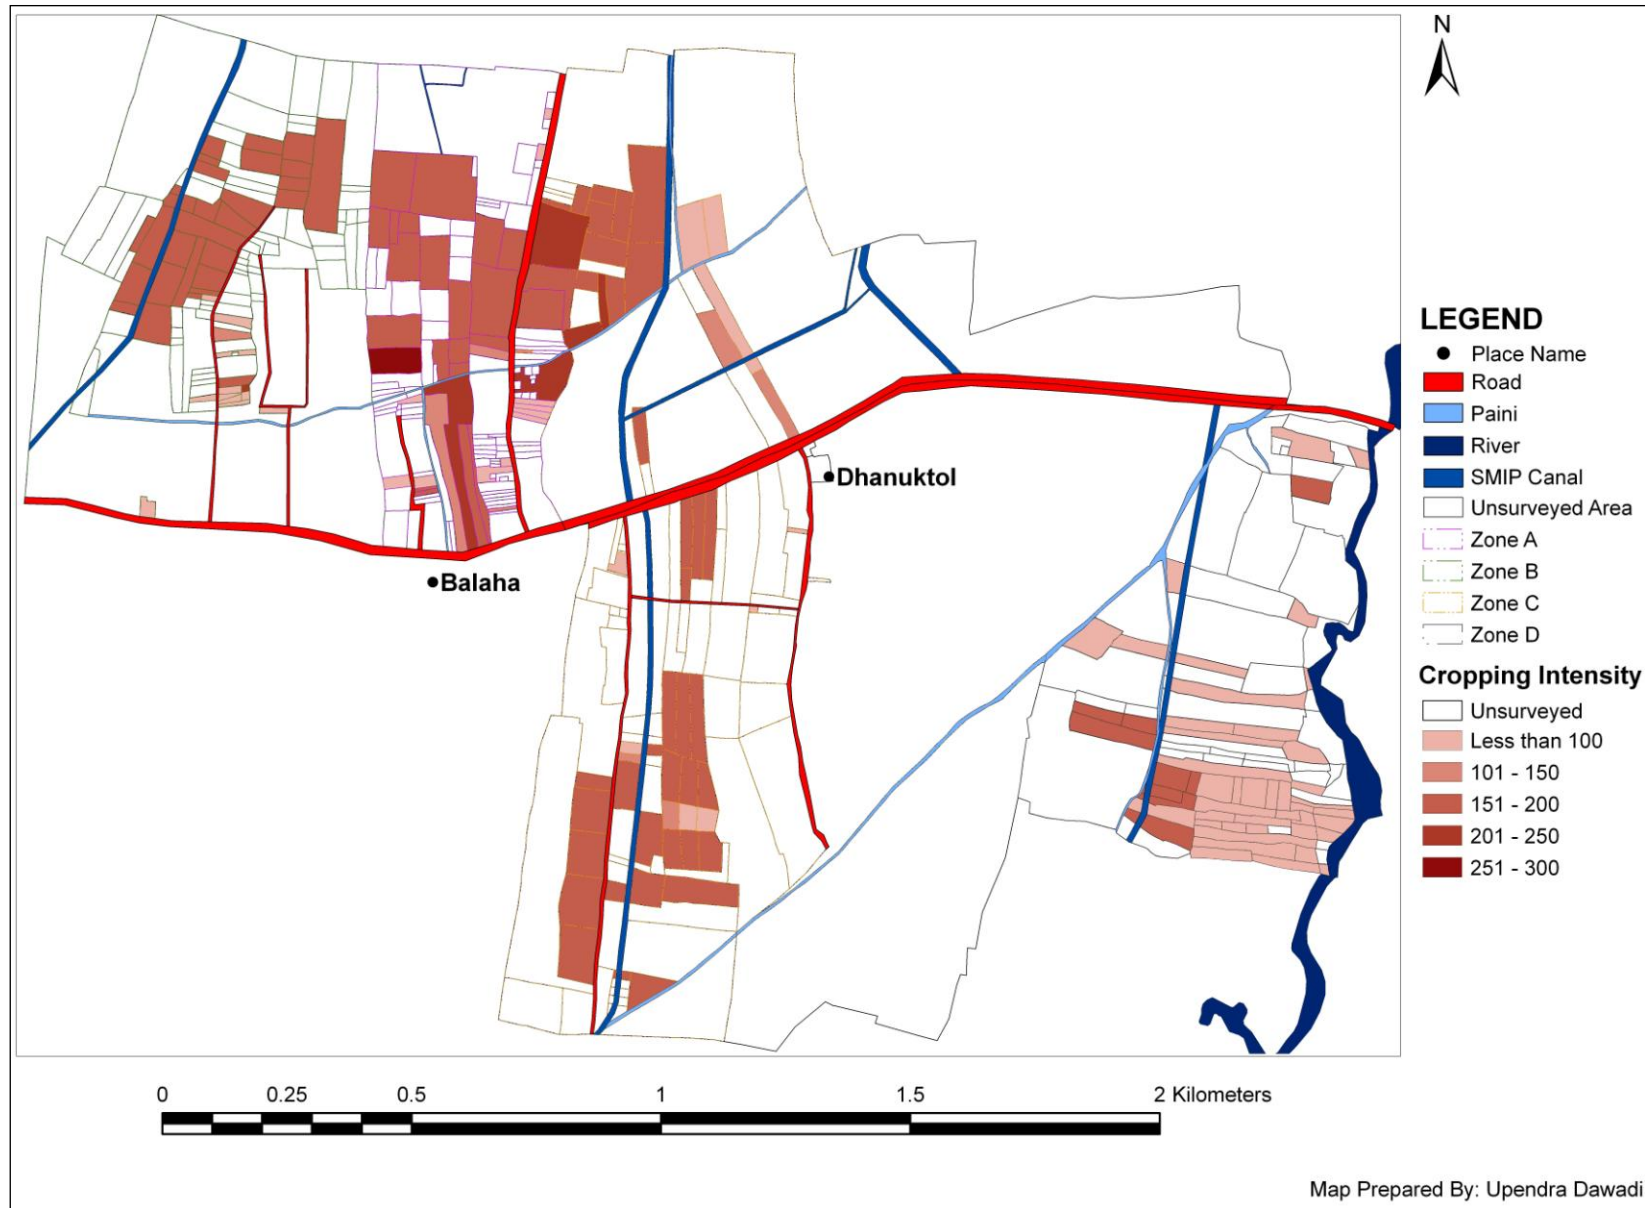 N
Dhanuktol
Balaha
LEGEND
Place Name
Road
Paini
River
SMIP Canal
Unsurveyed Area
Zone A
Zone B
Zone C
Zone D
Cropping Intensity
Unsurveyed
Less than 100
101 - 150
151 - 200
201 - 250
251 - 300
0 0.25 0.5 1 1.5 2 Kilometers
Map Prepared By: Upendra Dawadi